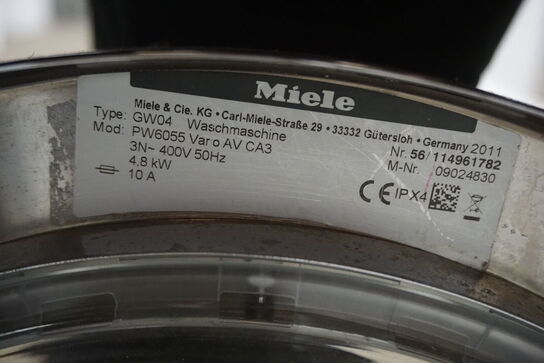 Miele
Miele & Cie. KG • Carl-Miele-Straße 29 • 33332 Gütersloh • Germany 2011
Type: GW04 Waschmaschine Nr. 56/114961782
Mod: PW6055 Vario AV CA3 M-Nr. 09024830
3N~ 400V 50Hz
4.8 kW
10 A CE IPX4